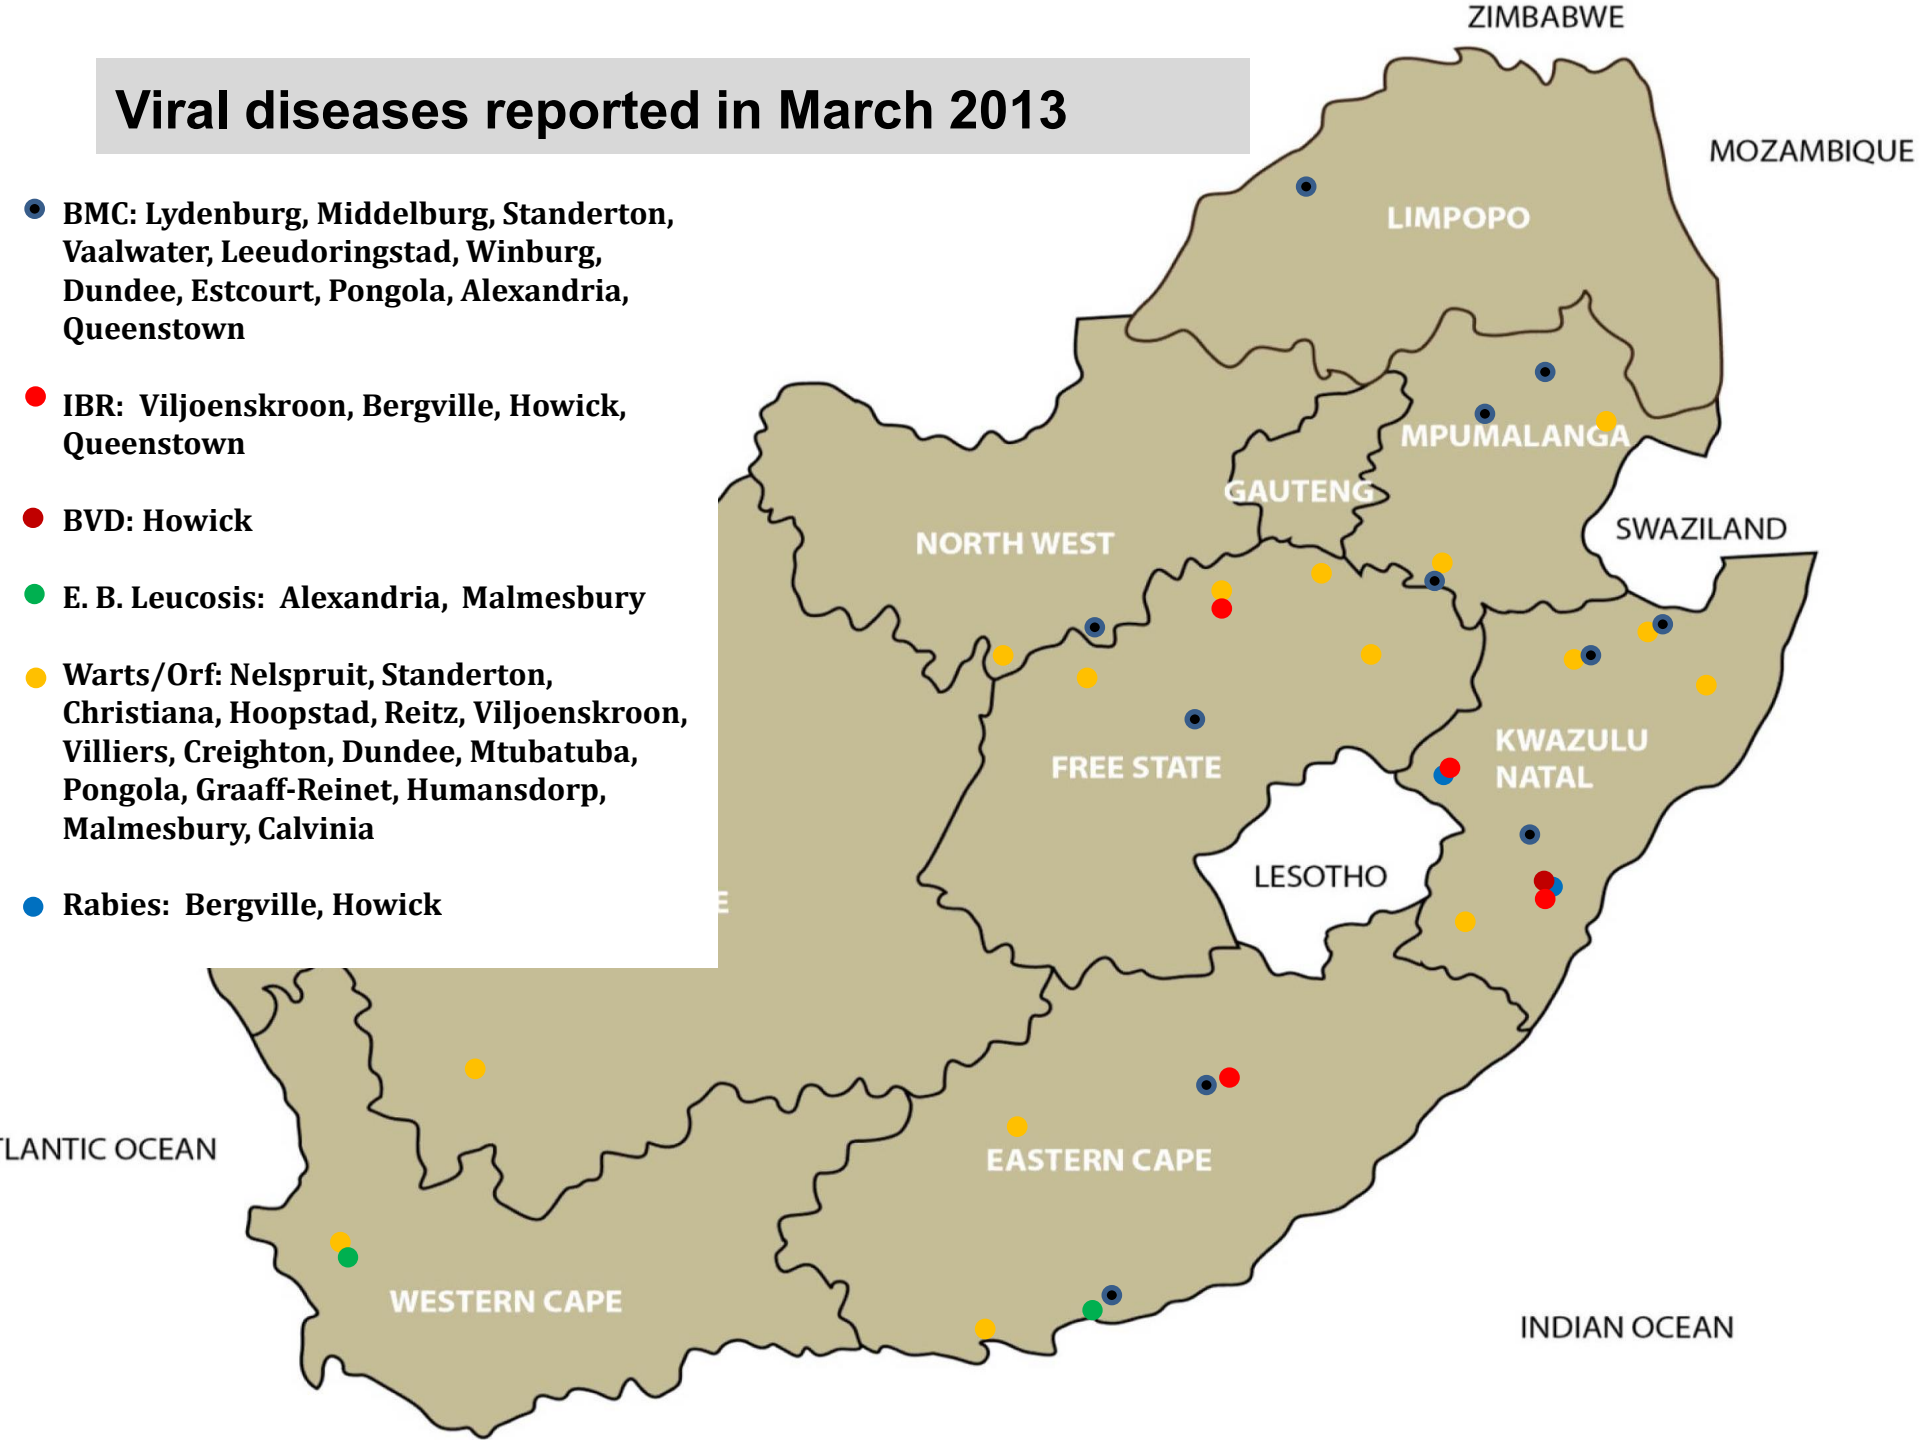 ZIMBABWE
Viral diseases reported in March 2013
MOZAMBIQUE
BMC: Lydenburg, Middelburg, Standerton,
Vaalwater, Leeudoringstad, Winburg,
Dundee, Estcourt, Pongola, Alexandria,
Queenstown
LIMPOPO
IBR:  Viljoenskroon, Bergville, Howick,
Queenstown
MPUMALANGA
GAUTENG
BVD: Howick
NORTH WEST
SWAZILAND
E. B. Leucosis:  Alexandria,  Malmesbury
Warts/Orf: Nelspruit, Standerton,
Christiana, Hoopstad, Reitz, Viljoenskroon,
Villiers, Creighton, Dundee, Mtubatuba,
Pongola, Graaff-Reinet, Humansdorp,
Malmesbury, Calvinia
KWAZULU
NATAL
FREE STATE
LESOTHO
Rabies:  Bergville, Howick
E
TLANTIC OCEAN
EASTERN CAPE
WESTERN CAPE
INDIAN OCEAN